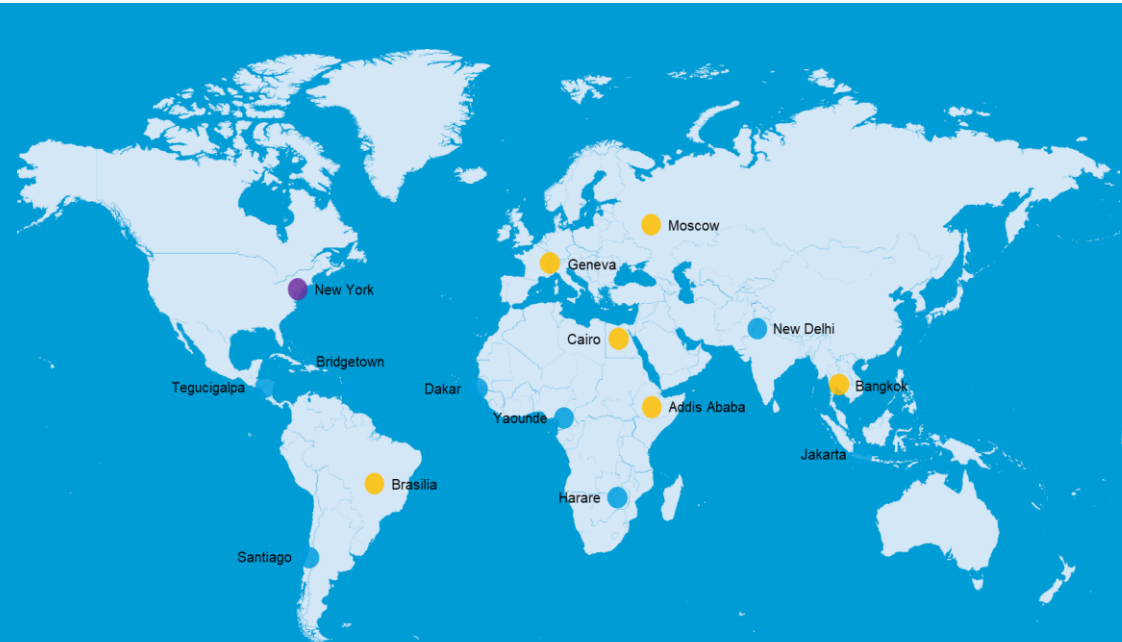 Moscow
Geneva
New York
New Delhi
Cairo
Bridgetown
Tegucigalpa
Dakar
Bangkok
Addis Ababa
Yaounde
Jakarta
Brasilia
Harare
Santiago